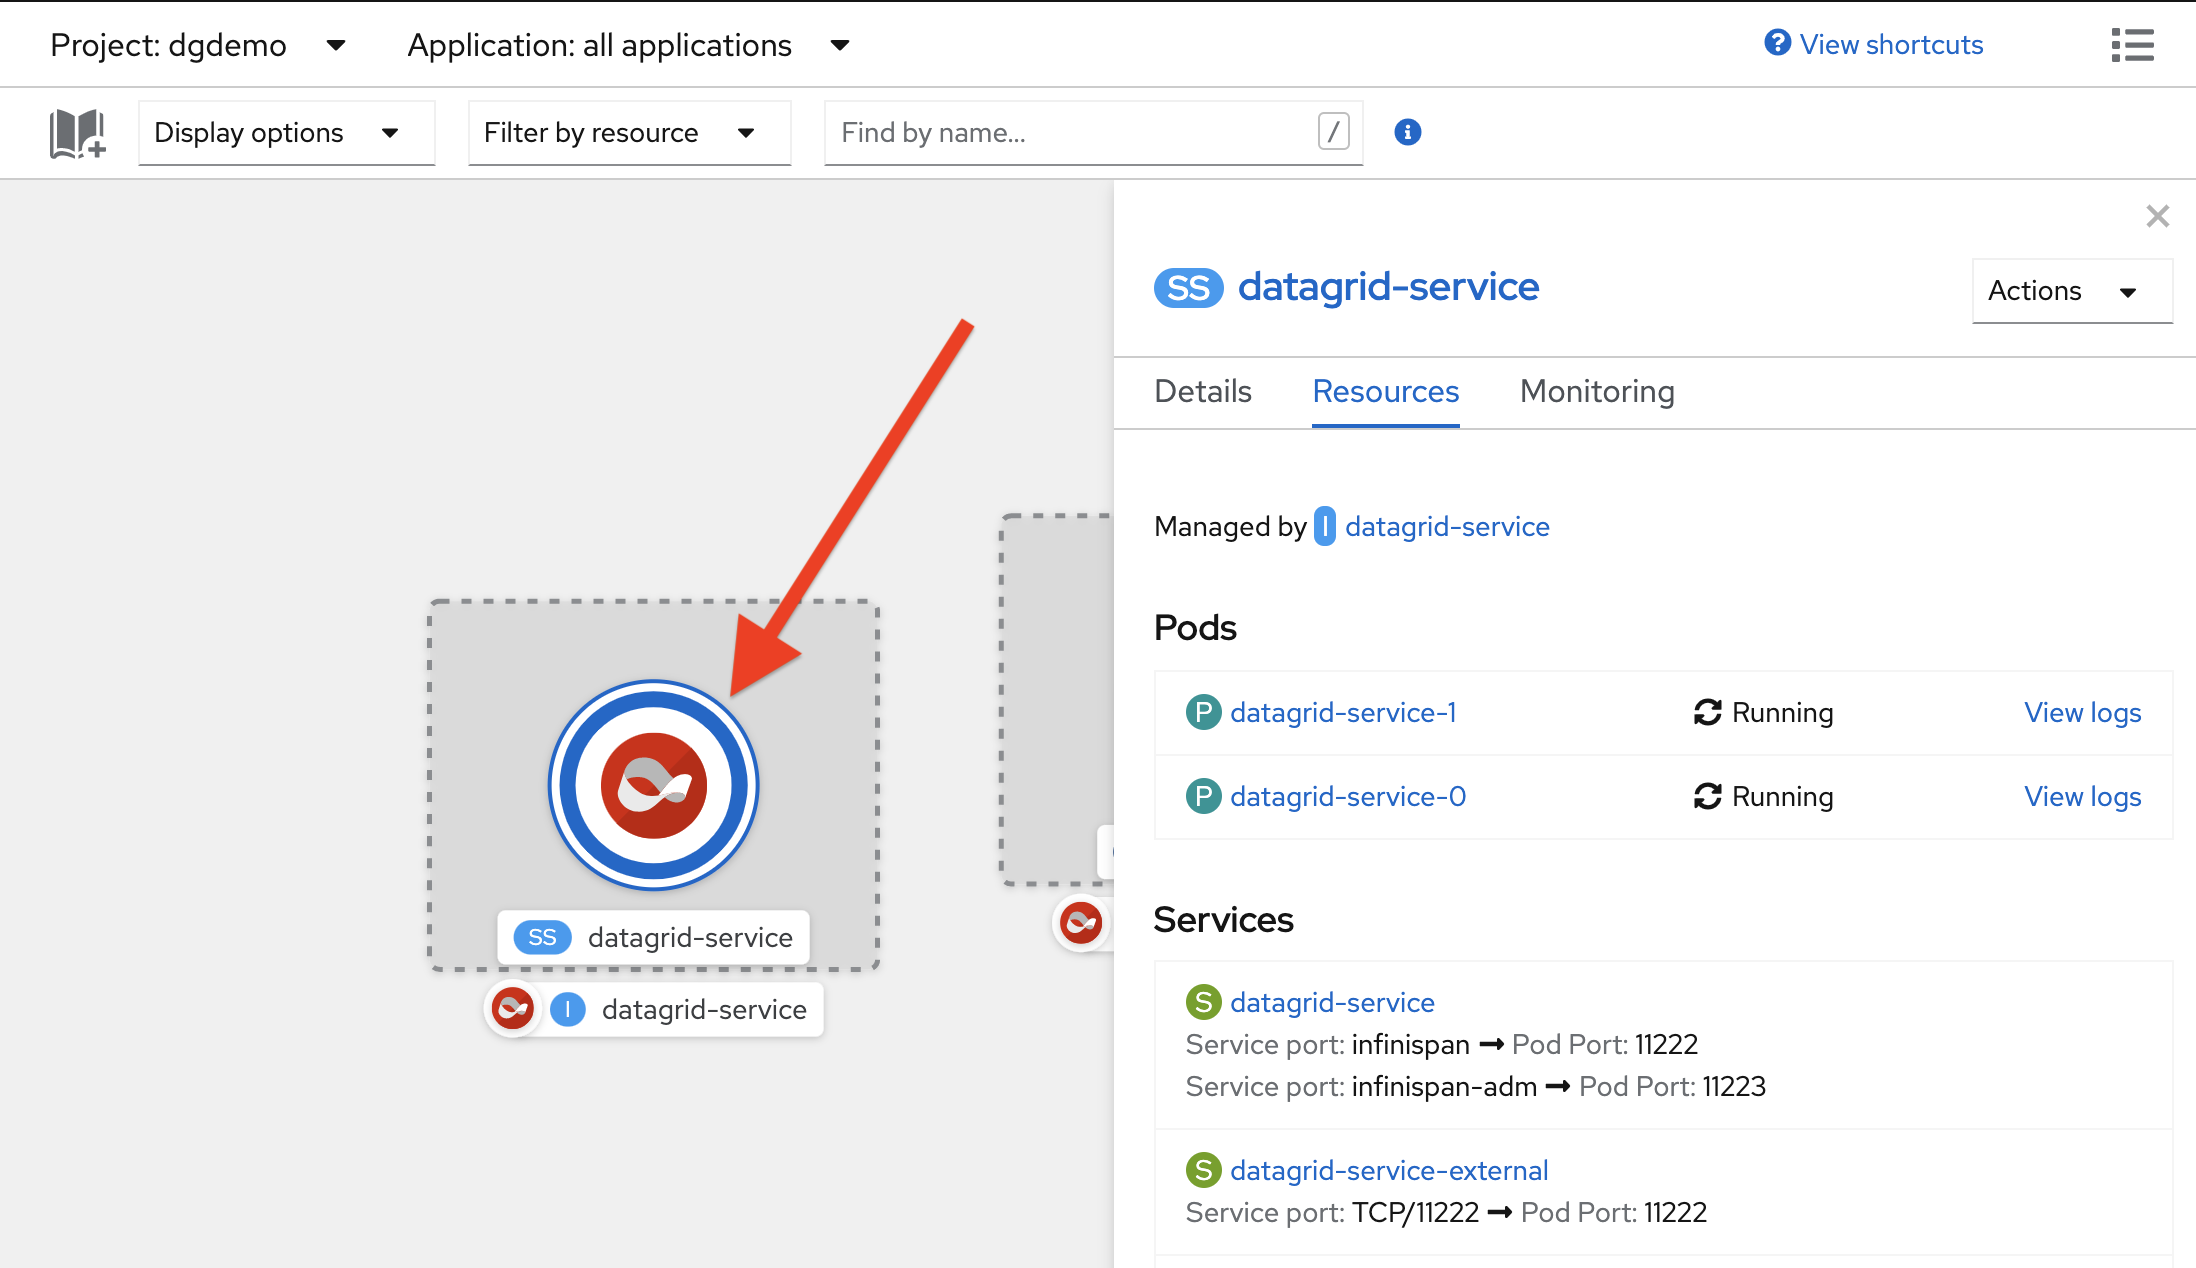 Project: dgdemo Application: all applications View shortcuts
Display options Filter by resource Find by name... /
SS datagrid-service Actions
Details Resources Monitoring
Managed by I datagrid-service
Pods
P datagrid-service-1 Running View logs
P datagrid-service-0 Running View logs
Services
S datagrid-service
Service port: infinispan → Pod Port: 11222
Service port: infinispan-adm → Pod Port: 11223
S datagrid-service-external
Service port: TCP/11222 → Pod Port: 11222
SS datagrid-service
I datagrid-service